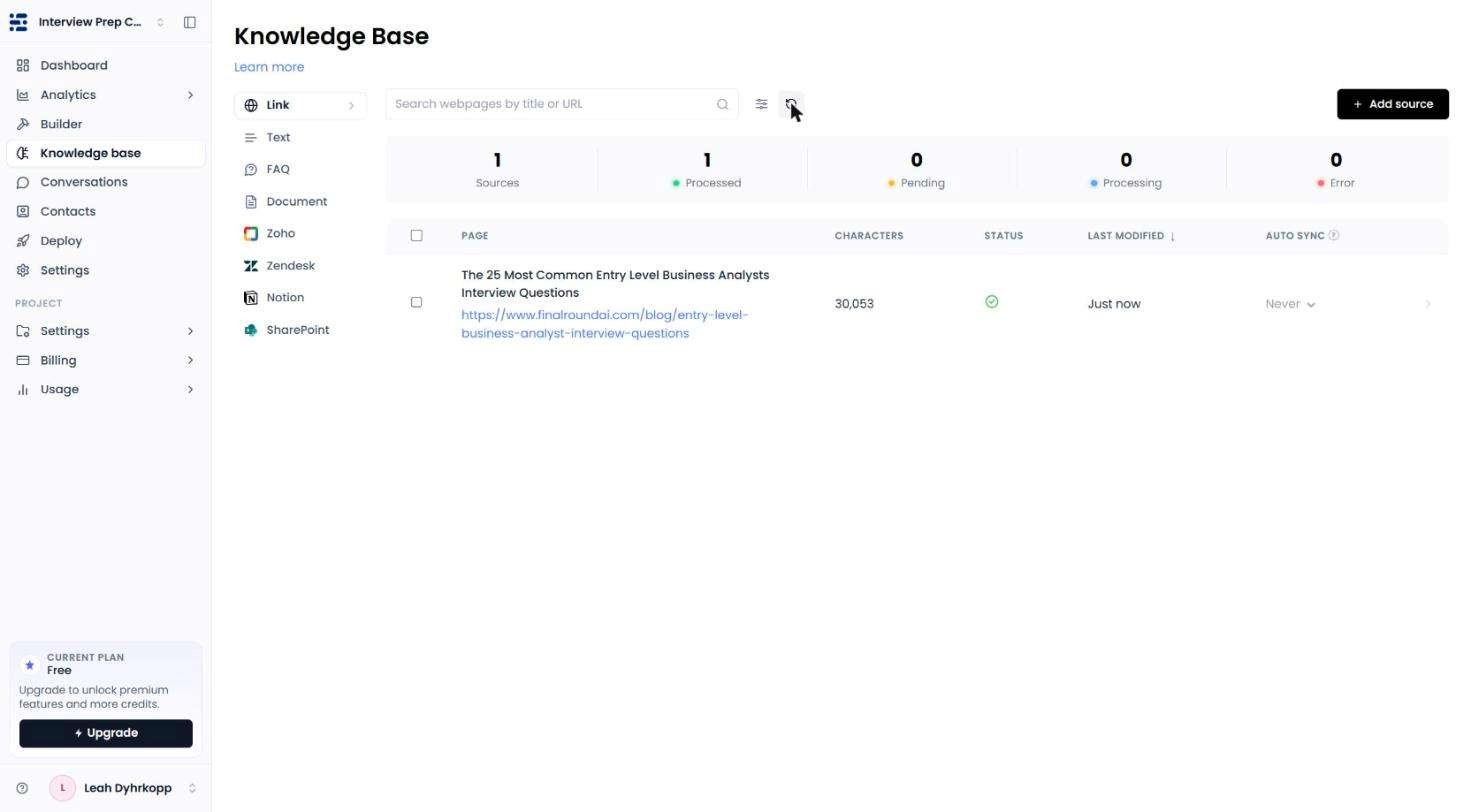 Interview Prep C...
Dashboard
Analytics
Builder
Knowledge base
Conversations
Contacts
Deploy
Settings
PROJECT
Settings
Billing
Usage
CURRENT PLAN
Free
Upgrade to unlock premium
features and more credits.
Upgrade
L
Leah Dyhrkopp
Knowledge Base
Learn more
Link
Text
FAQ
Document
Zoho
Zendesk
Notion
SharePoint
Search webpages by title or URL
+ Add source
1 1 0 0 0
Sources Processed Pending Processing Error
PAGE CHARACTERS STATUS LAST MODIFIED ↓ AUTO SYNC ?
The 25 Most Common Entry Level Business Analysts
Interview Questions
https://www.finalroundai.com/blog/entry-level-
business-analyst-interview-questions
30,053 Just now Never